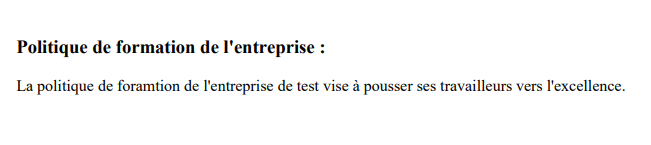 Politique de formation de l'entreprise :
La politique de foramtion de l'entreprise de test vise à pousser ses travailleurs vers l'excellence.